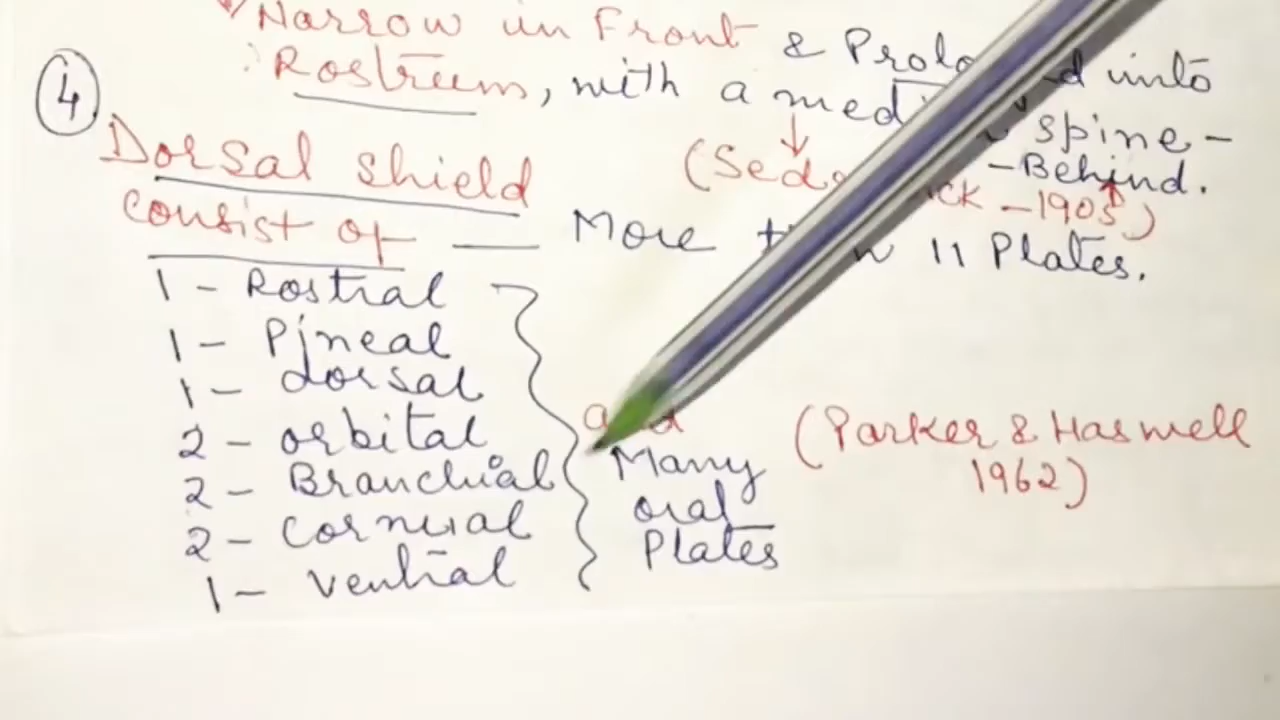 Narrow in Front & Prolo d into
Rostrum, with a med spine -
- Behind.
(4)
Dorsal shield (Sed ck - 1905)
consist of — More 11 Plates.
1 - Rostral
1 - Pineal
1 - dorsal
2 - orbital
2 - Branchial
2 - Cornual
1 - Ventral
Many
oral
Plates
(Parker & Haswell
1962)